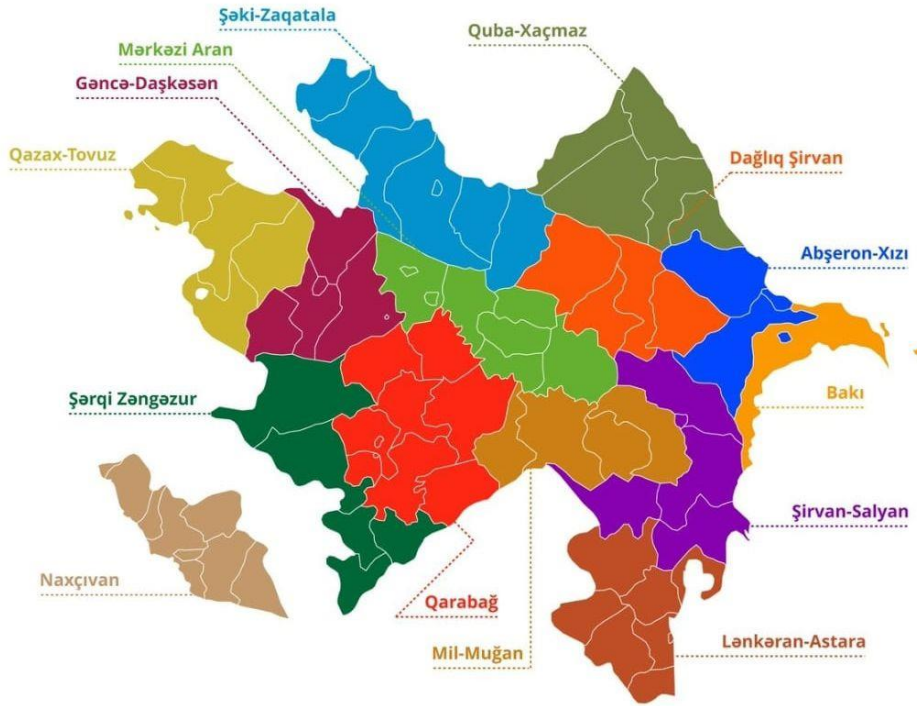 Şəki-Zaqatala
Quba-Xaçmaz
Mərkəzi Aran
Gəncə-Daşkəsən
Qazax-Tovuz
Dağlıq Şirvan
Abşeron-Xızı
Şərqi Zəngəzur
Bakı
Şirvan-Salyan
Naxçıvan
Qarabağ
Mil-Muğan
Lənkəran-Astara